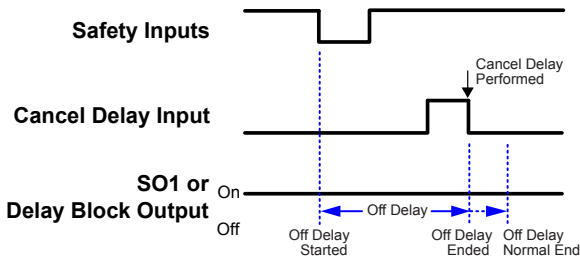 Safety Inputs
Cancel Delay
Performed
Cancel Delay Input
SO1 or
Delay Block Output
On
Off
Off Delay
Off Delay
Started
Off Delay
Ended
Off Delay
Normal End